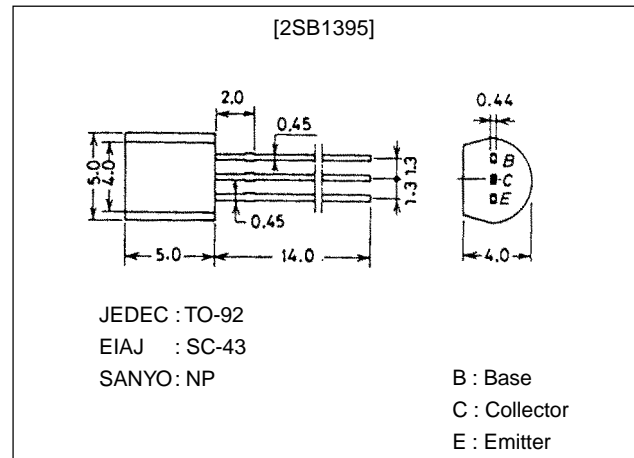 [2SB1395]
2.0
0.45
0.44
5.0
4.0
1.3
1.3
B
C
E
0.45
5.0
14.0
4.0
JEDEC : TO-92
EIAJ : SC-43
SANYO : NP
B : Base
C : Collector
E : Emitter